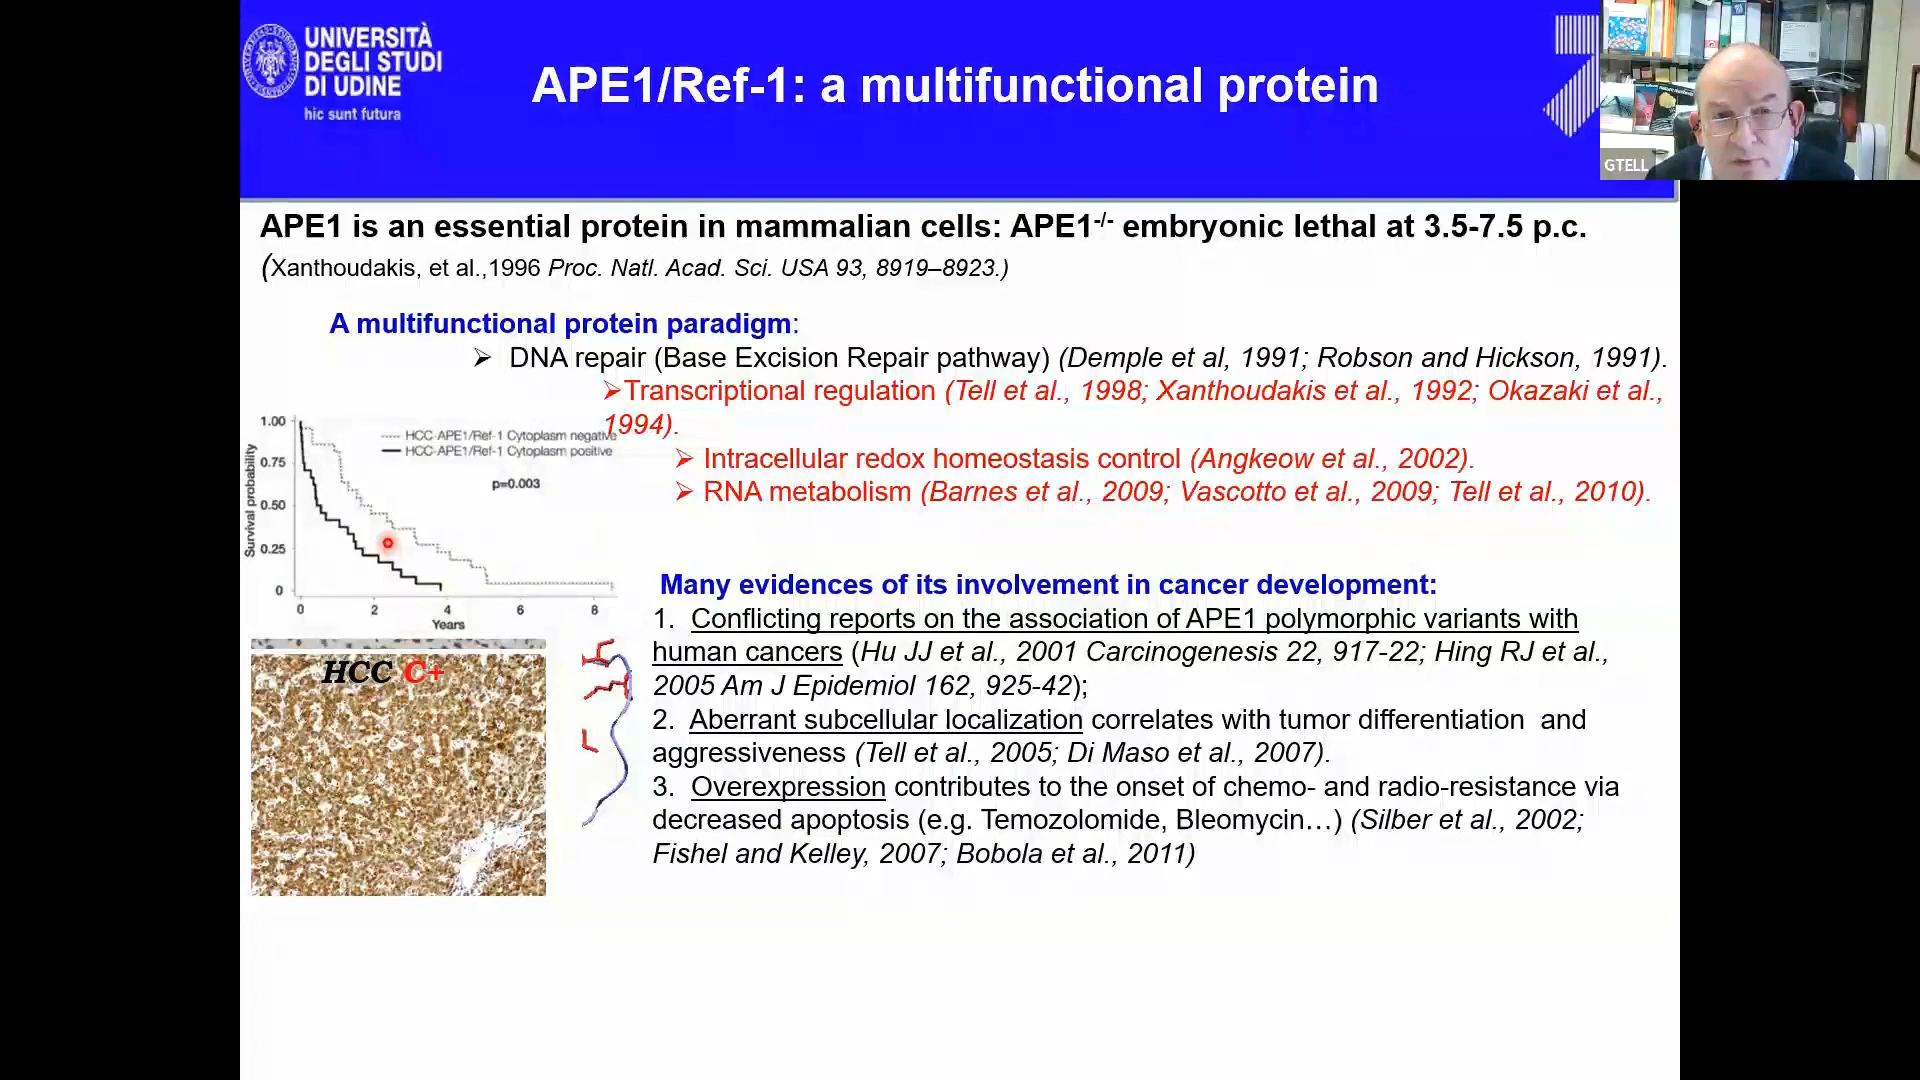 UNIVERSITÀ
DEGLI STUDI
DI UDINE
hic sunt futura
APE1/Ref-1: a multifunctional protein
GTELL
APE1 is an essential protein in mammalian cells: APE1-/- embryonic lethal at 3.5-7.5 p.c.
(Xanthoudakis, et al.,1996 Proc. Natl. Acad. Sci. USA 93, 8919–8923.)
A multifunctional protein paradigm:
➢ DNA repair (Base Excision Repair pathway) (Demple et al, 1991; Robson and Hickson, 1991).
➢Transcriptional regulation (Tell et al., 1998; Xanthoudakis et al., 1992; Okazaki et al.,
1994).
➢ Intracellular redox homeostasis control (Angkeow et al., 2002).
➢ RNA metabolism (Barnes et al., 2009; Vascotto et al., 2009; Tell et al., 2010).
Survival probability
1.00
0.75
0.50
0.25
0
0 2 4 6 8
Years
HCC-APE1/Ref-1 Cytoplasm negative
HCC-APE1/Ref-1 Cytoplasm positive
p=0.003
HCC C+
Many evidences of its involvement in cancer development:
1. Conflicting reports on the association of APE1 polymorphic variants with
human cancers (Hu JJ et al., 2001 Carcinogenesis 22, 917-22; Hing RJ et al.,
2005 Am J Epidemiol 162, 925-42);
2. Aberrant subcellular localization correlates with tumor differentiation and
aggressiveness (Tell et al., 2005; Di Maso et al., 2007).
3. Overexpression contributes to the onset of chemo- and radio-resistance via
decreased apoptosis (e.g. Temozolomide, Bleomycin…) (Silber et al., 2002;
Fishel and Kelley, 2007; Bobola et al., 2011)